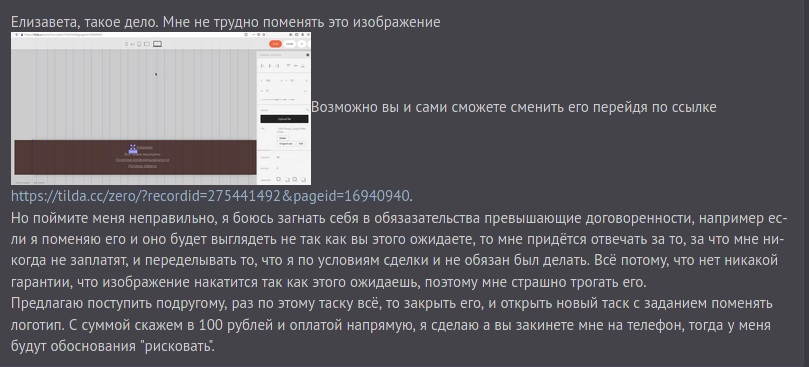 Елизавета, такое дело. Мне не трудно поменять это изображение
Возможно вы и сами сможете сменить его перейдя по ссылке
https://tilda.cc/zero/?recordid=275441492&pageid=16940940.
Но поймите меня неправильно, я боюсь загнать себя в обязазательства превышающие договоренности, например ес-
ли я поменяю его и оно будет выглядеть не так как вы этого ожидаете, то мне придётся отвечать за то, за что мне ни-
когда не заплатят, и переделывать то, что я по условиям сделки и не обязан был делать. Всё потому, что нет никакой
гарантии, что изображение накатится так как этого ожидаешь, поэтому мне страшно трогать его.
Предлагаю поступить подругому, раз по этому таску всё, то закрыть его, и открыть новый таск с заданием поменять
логотип. С суммой скажем в 100 рублей и оплатой напрямую, я сделаю а вы закинете мне на телефон, тогда у меня
будут обоснования "рисковать".